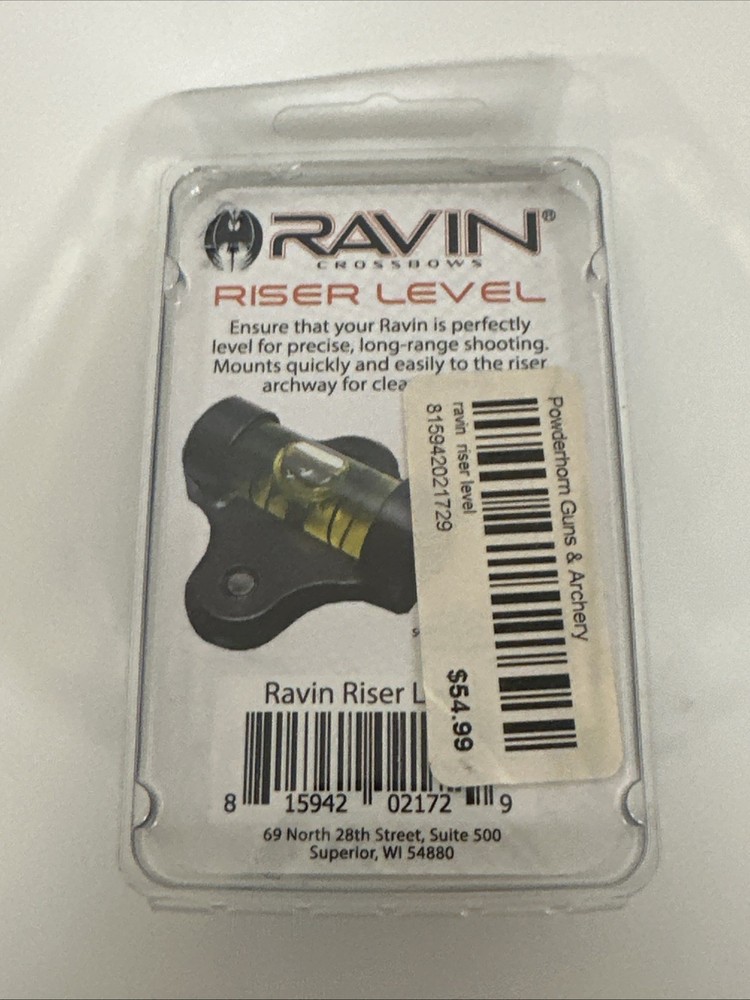 RAVIN®
CROSSBOWS
RISER LEVEL
Ensure that your Ravin is perfectly
level for precise, long-range shooting.
Mounts quickly and easily to the riser
archway for clea
Powderhorn Guns & Archery
ravin riser level
815942021729
$54.99
Ravin Riser L
8 15942 02172 9
69 North 28th Street, Suite 500
Superior, WI 54880